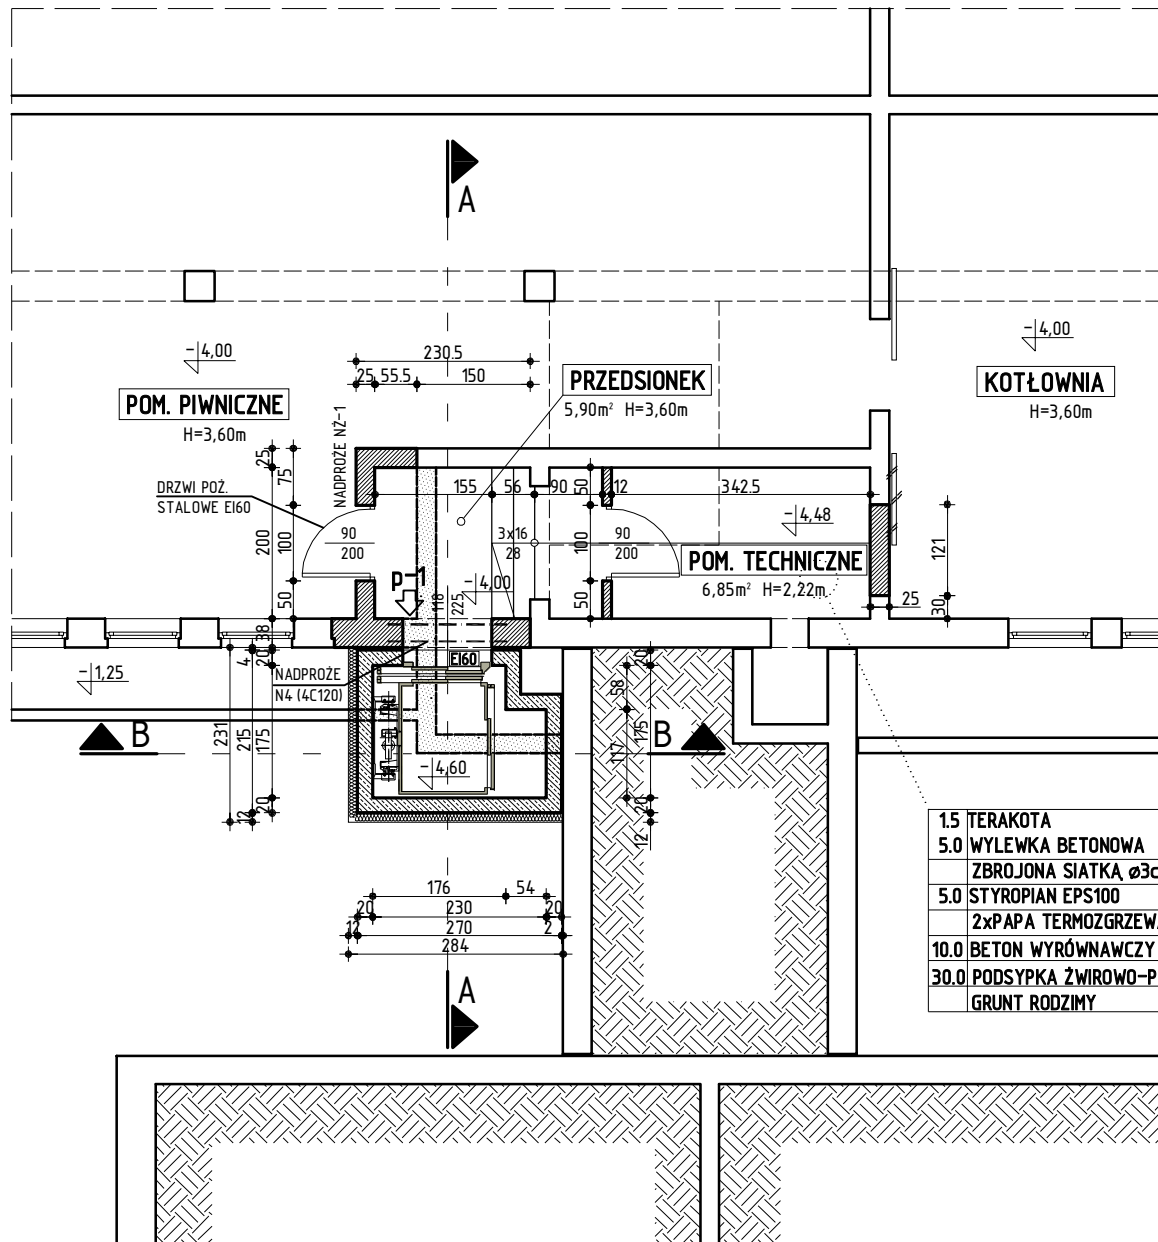 A
-4,00
-4,00
230.5
25
55.5
150
POM. PIWNICZNE
H=3,60m
PRZEDSIONEK
5,90m² H=3,60m
KOTŁOWNIA
H=3,60m
NADPROŻE NŻ-1
DRZWI POŻ.
STALOWE EI60
25
75
200
100
50
155
56
90
50
12
342.5
-4,48
90
200
3x16
28
100
90
200
121
POM. TECHNICZNE
6,85m² H=2,22m
p-1
-4,00
118
225
50
25
30
38
20
4
EI60
-1,25
NADPROŻE
N4 (4C120)
20
58
B
231
215
175
-4,60
B
117
175
20
12
20
12
1.5 TERAKOTA
5.0 WYLEWKA BETONOWA
ZBROJONA SIATKĄ ø3c
5.0 STYROPIAN EPS100
2xPAPA TERMOZGRZEW
10.0 BETON WYRÓWNAWCZY
30.0 PODSYPKA ŻWIROWO-P
GRUNT RODZIMY
176
54
20
230
20
12
270
2
284
A